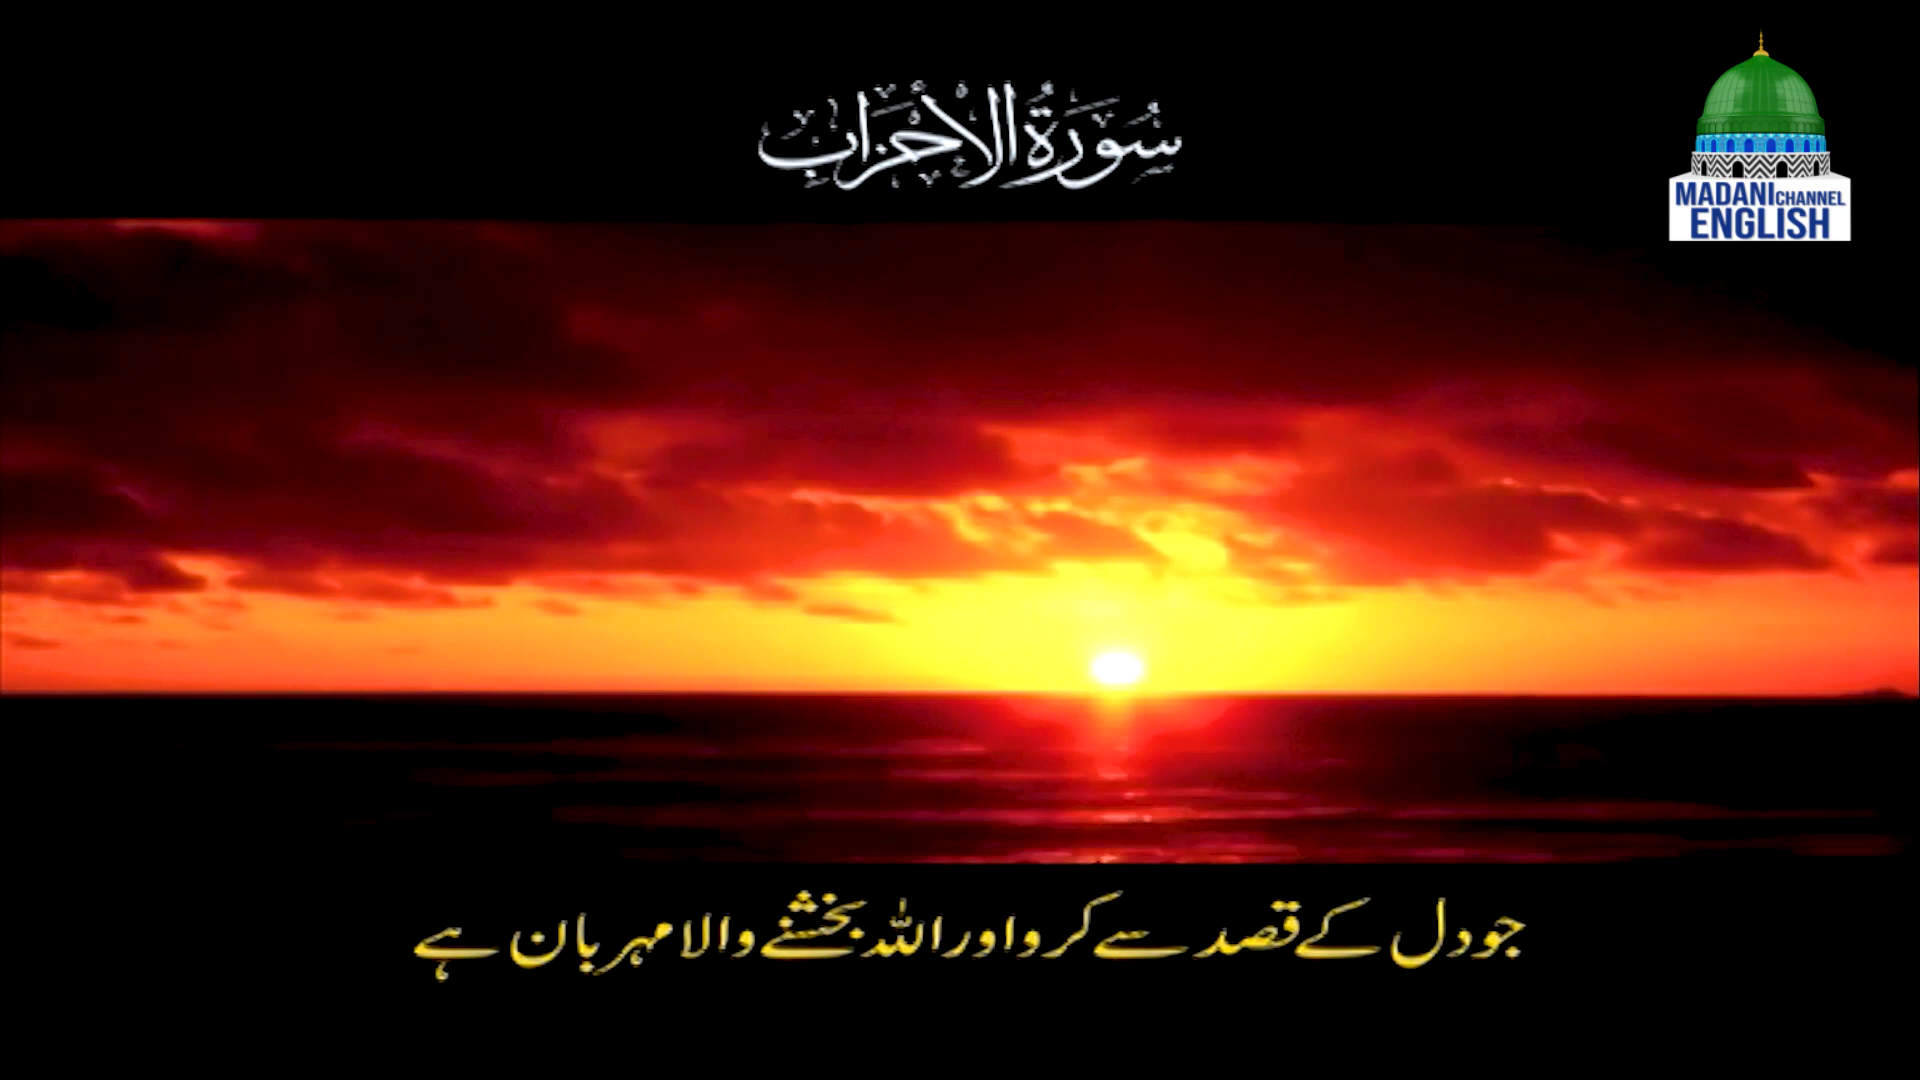 سُوْرَۃُ الْاَحْزَاب
MADANI CHANNEL
ENGLISH
جو دل کے قصد سے کرو اور اللہ بخشنے والا مہربان ہے